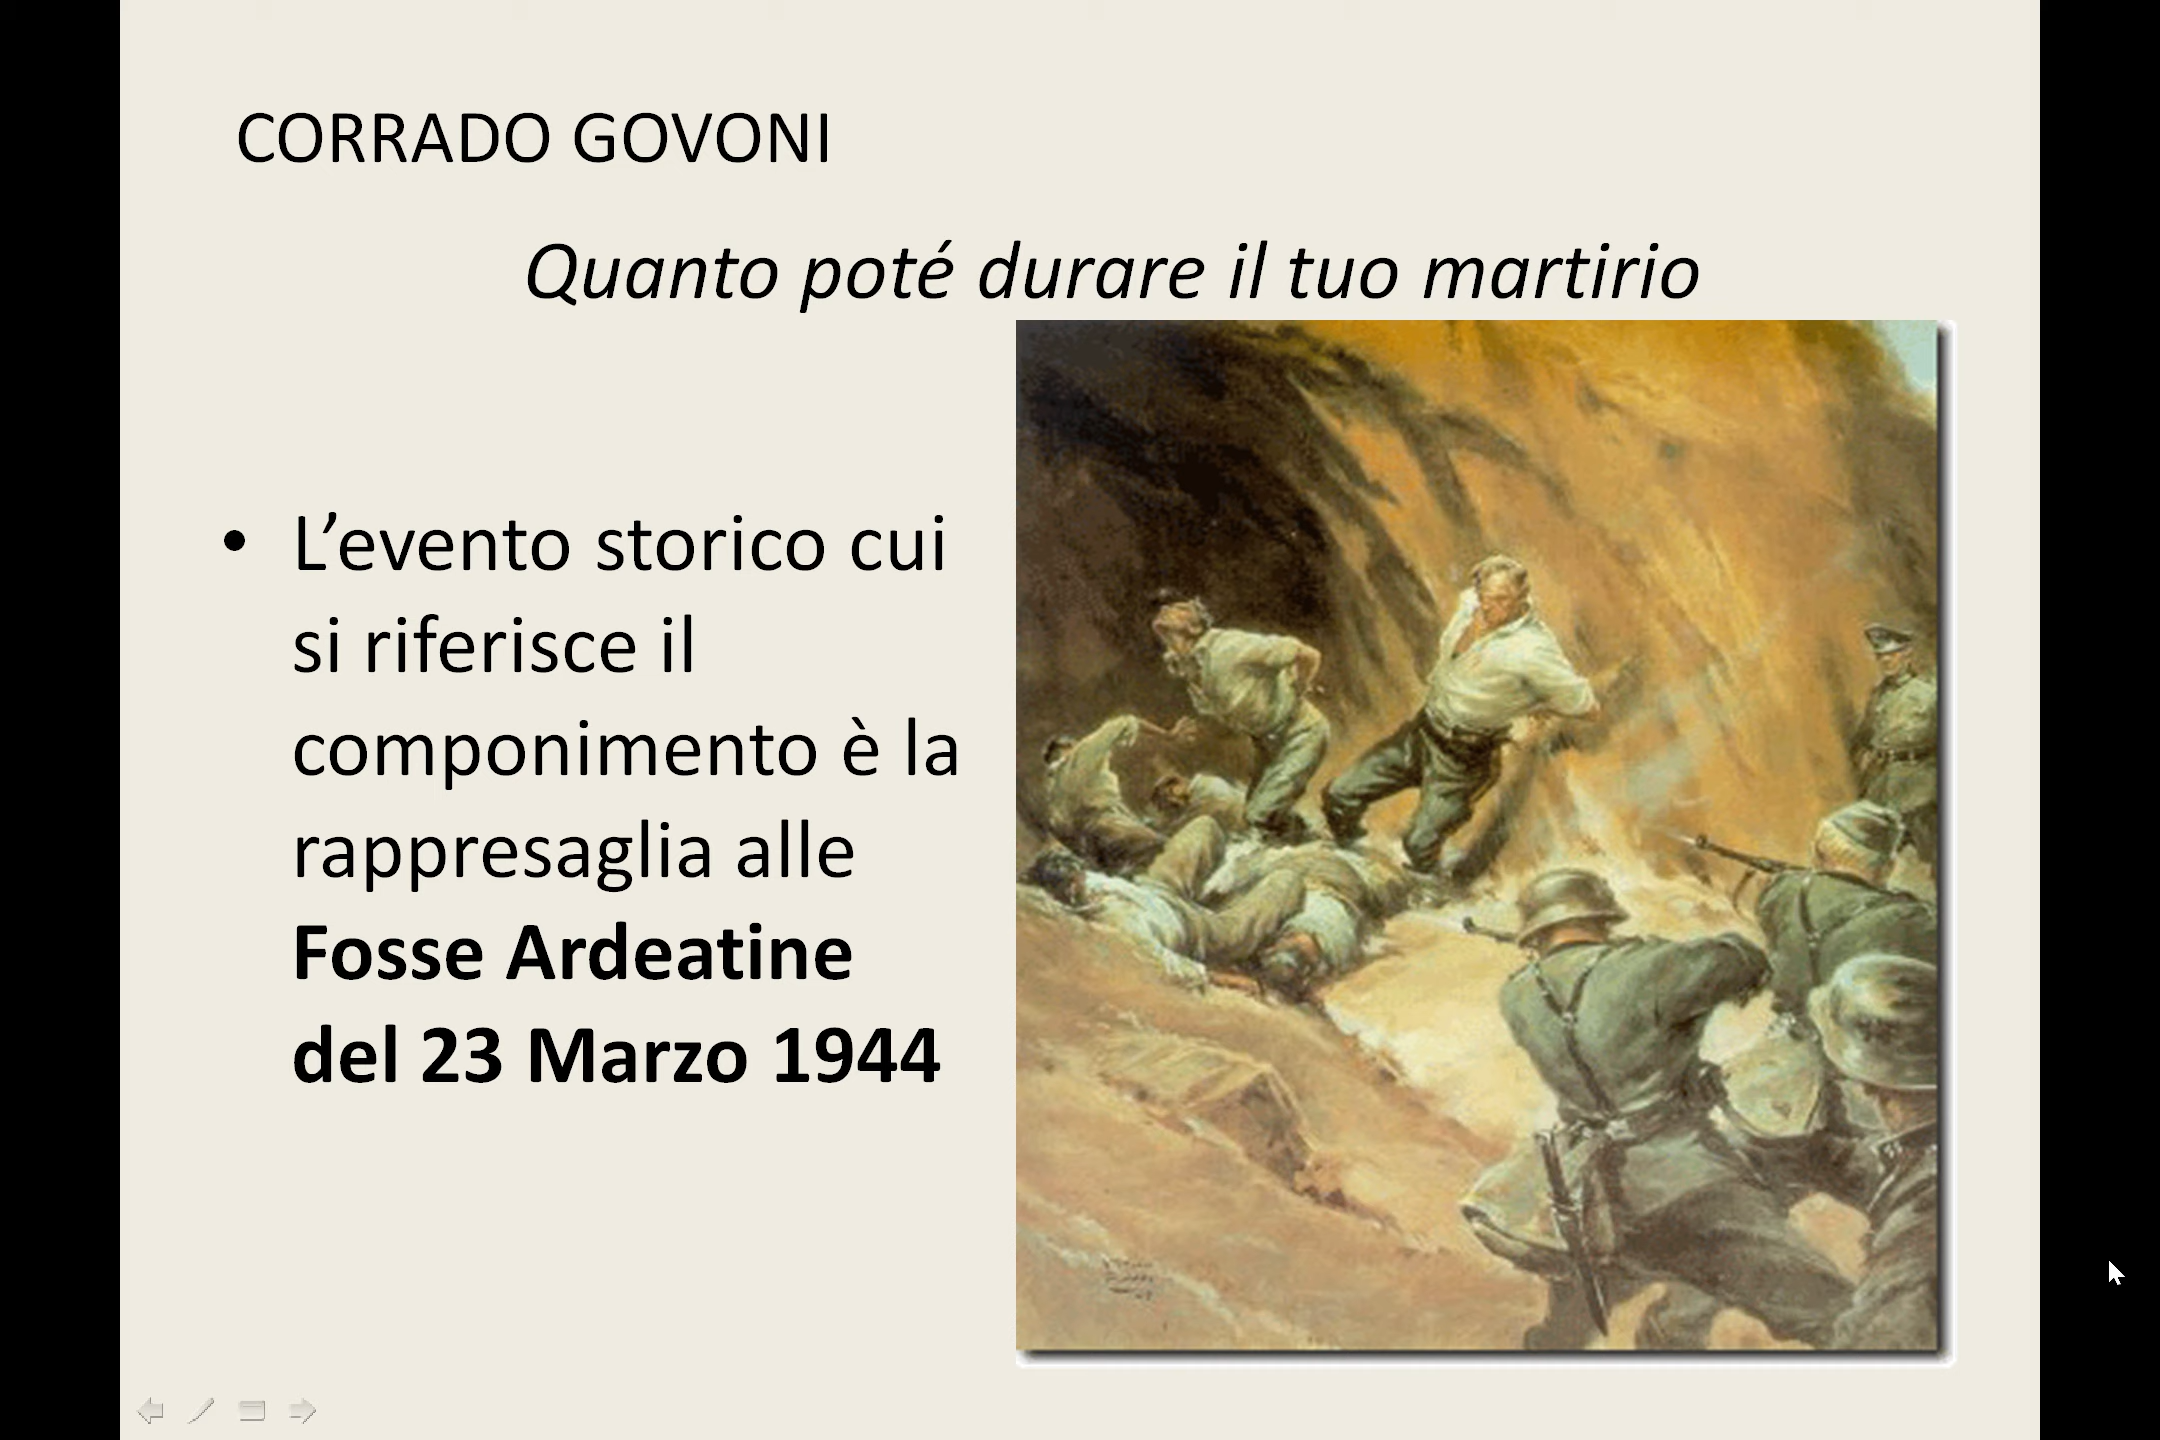 CORRADO GOVONI
Quanto poté durare il tuo martirio
• L’evento storico cui
si riferisce il
componimento è la
rappresaglia alle
Fosse Ardeatine
del 23 Marzo 1944